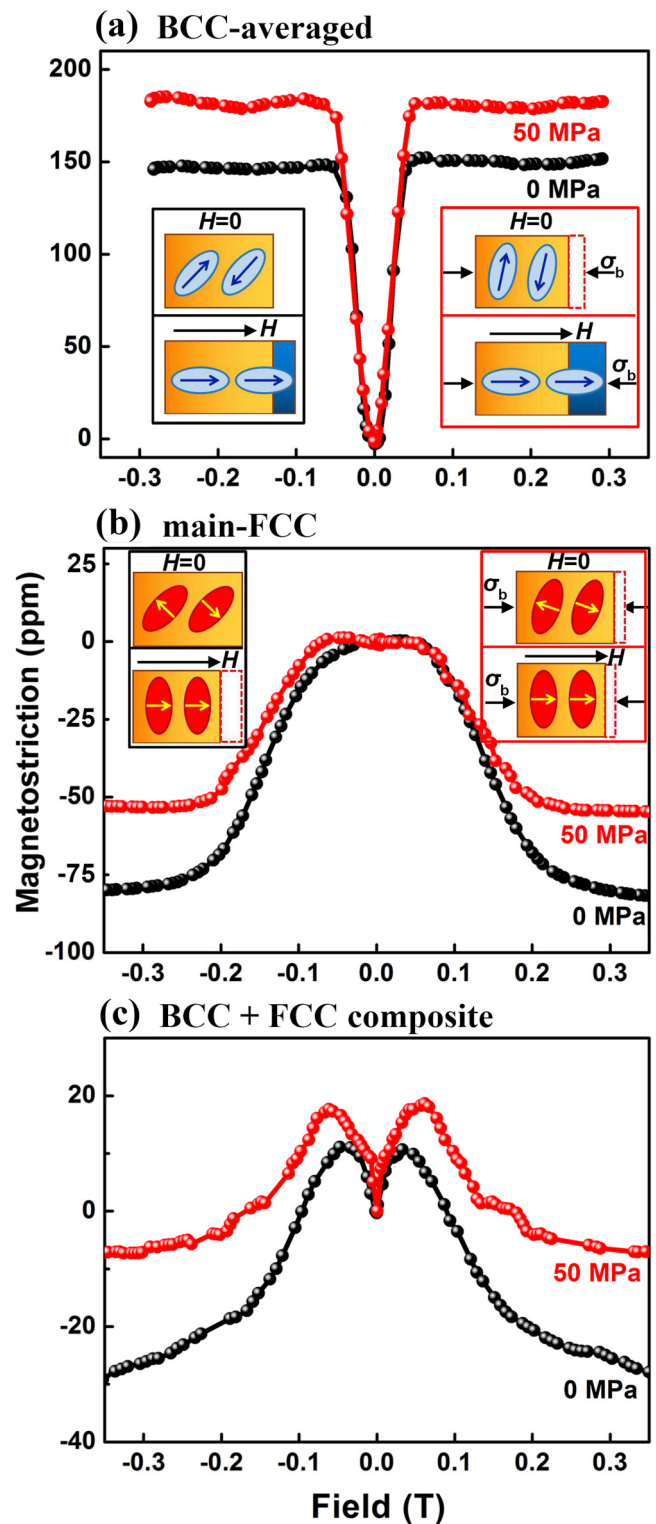 (a) BCC-averaged
200
150
100
50
0
50 MPa
0 MPa
H=0
H
H=0
σb
H
σb
-0.3 -0.2 -0.1 0.0 0.1 0.2 0.3
(b) main-FCC
Magnetostriction (ppm)
25
0
-25
-50
-75
-100
H=0
H
H=0
σb
H
σb
50 MPa
0 MPa
-0.3 -0.2 -0.1 0.0 0.1 0.2 0.3
(c) BCC + FCC composite
20
0
-20
-40
50 MPa
0 MPa
-0.3 -0.2 -0.1 0.0 0.1 0.2 0.3
Field (T)